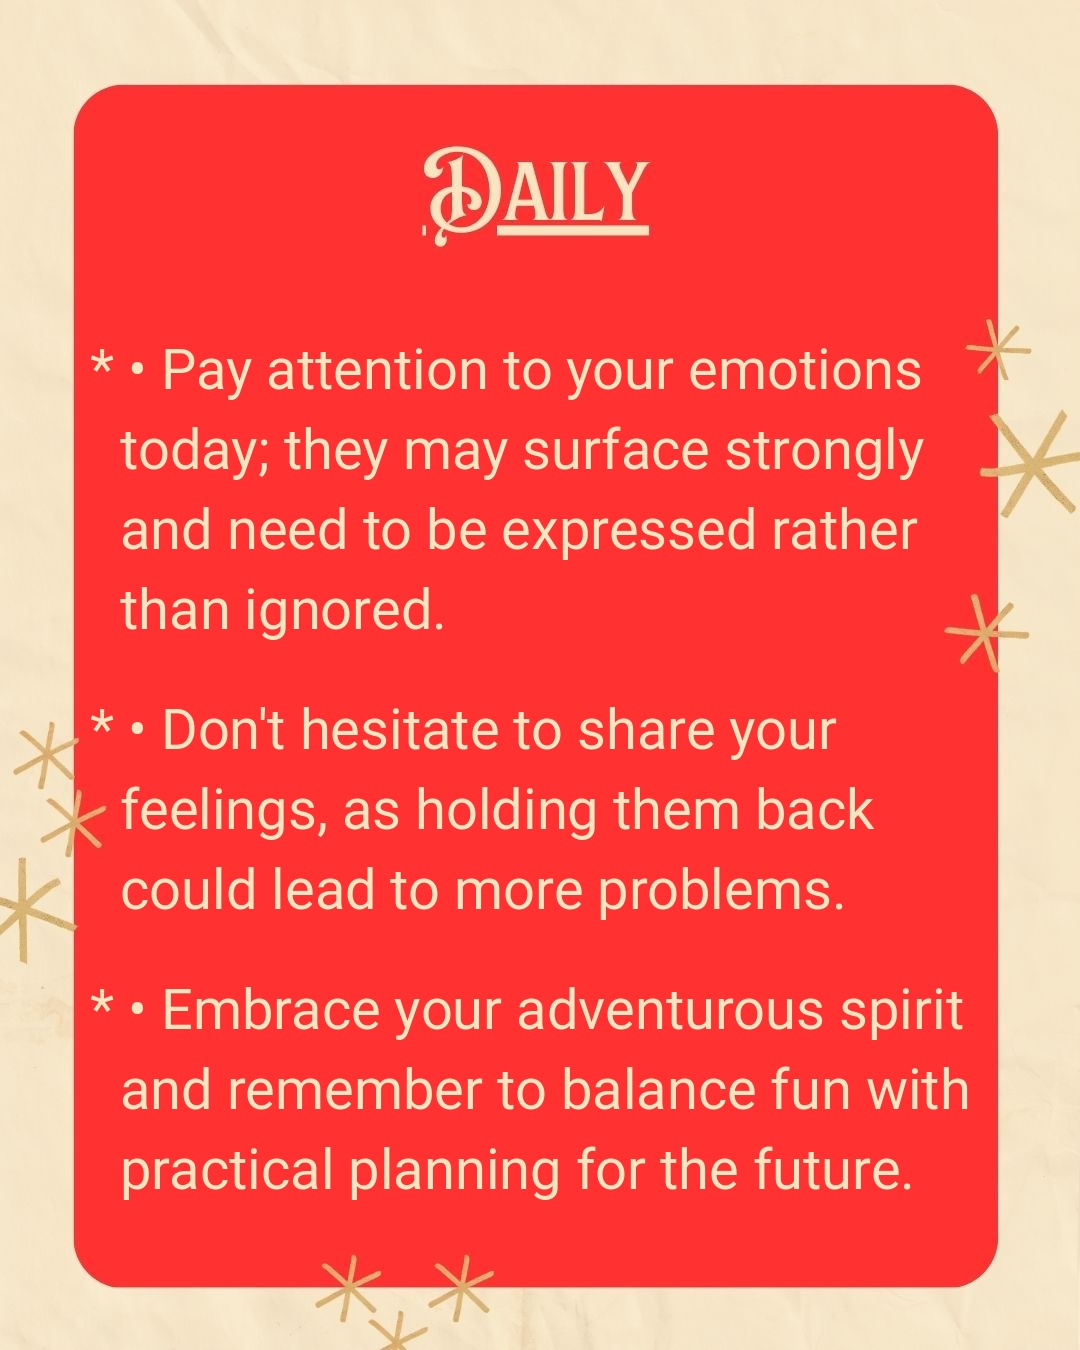 Daily
* • Pay attention to your emotions
today; they may surface strongly
and need to be expressed rather
than ignored.
* • Don't hesitate to share your
feelings, as holding them back
could lead to more problems.
* • Embrace your adventurous spirit
and remember to balance fun with
practical planning for the future.